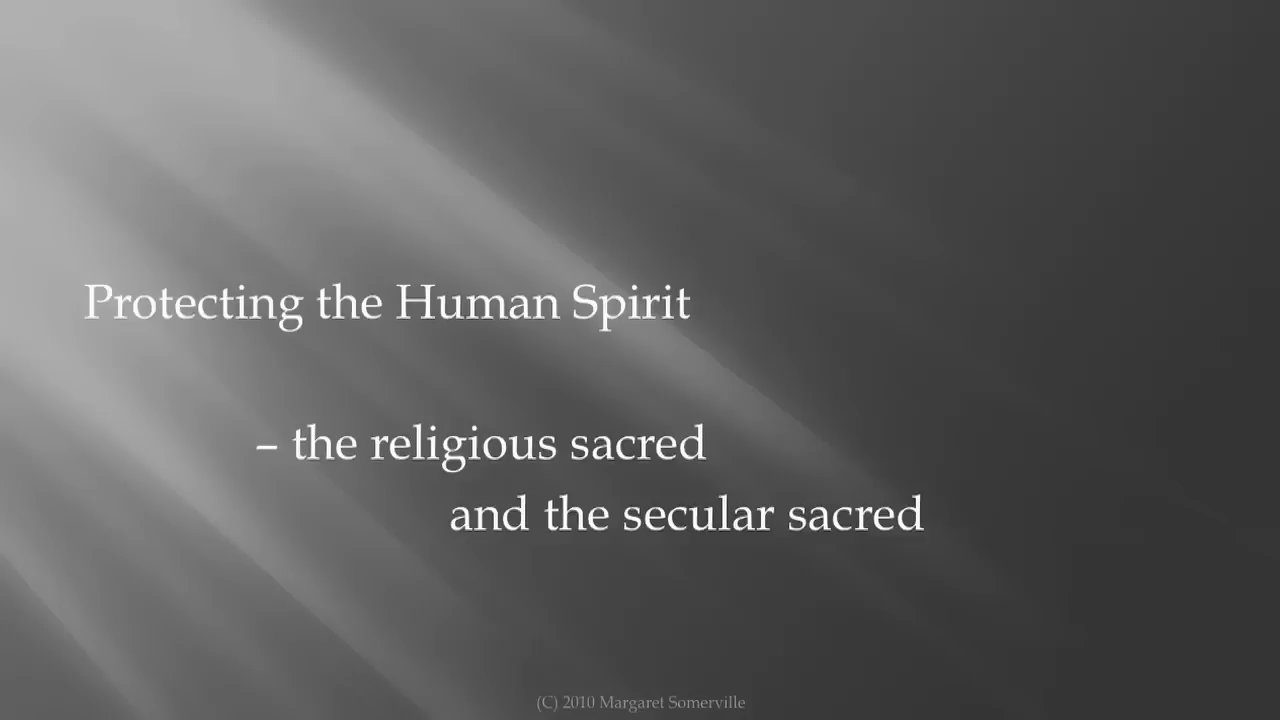 Protecting the Human Spirit
– the religious sacred
and the secular sacred
(C) 2010 Margaret Somerville